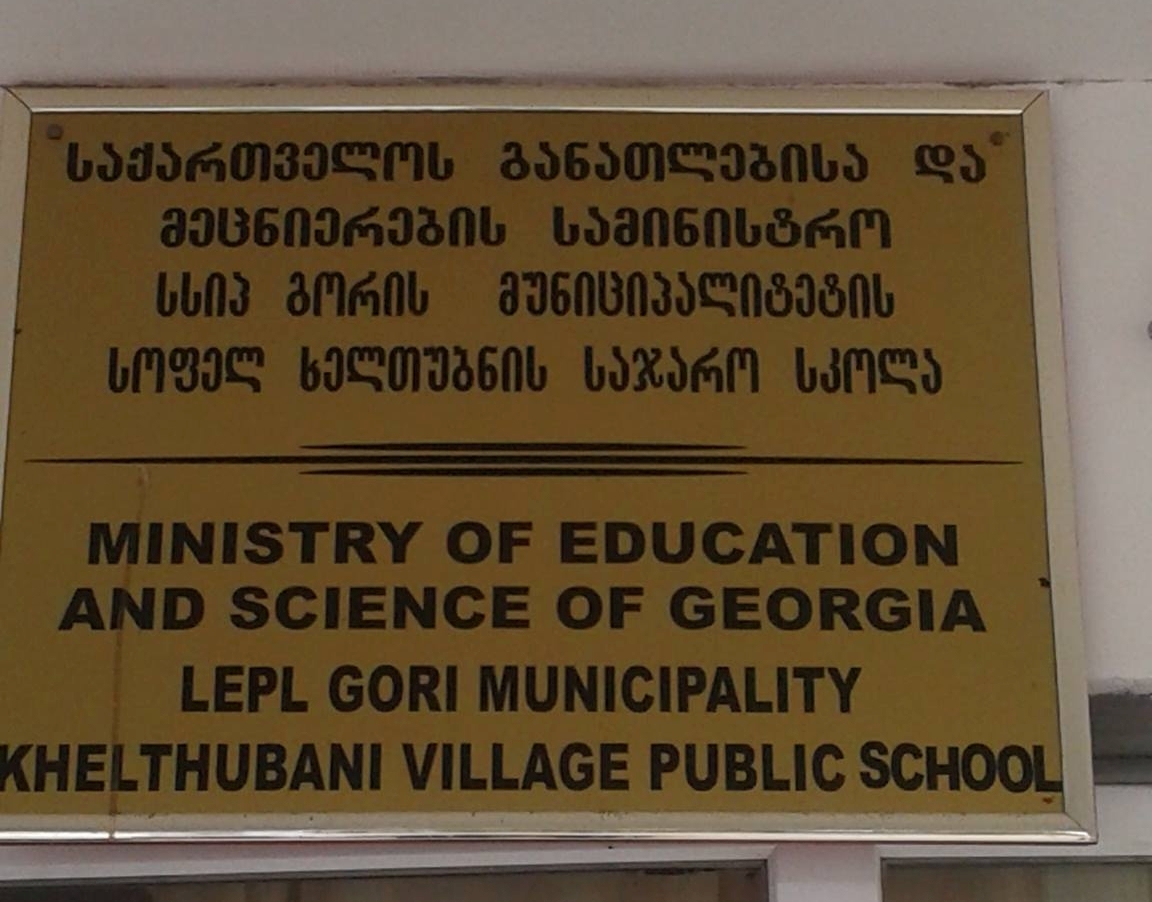 საქართველოს განათლებისა და
მეცნიერების სამინისტრო
სსიპ გორის მუნიციპალიტეტის
სოფელ ხელთუბნის საჯარო სკოლა
MINISTRY OF EDUCATION
AND SCIENCE OF GEORGIA
LEPL GORI MUNICIPALITY
KHELTHUBANI VILLAGE PUBLIC SCHOOL